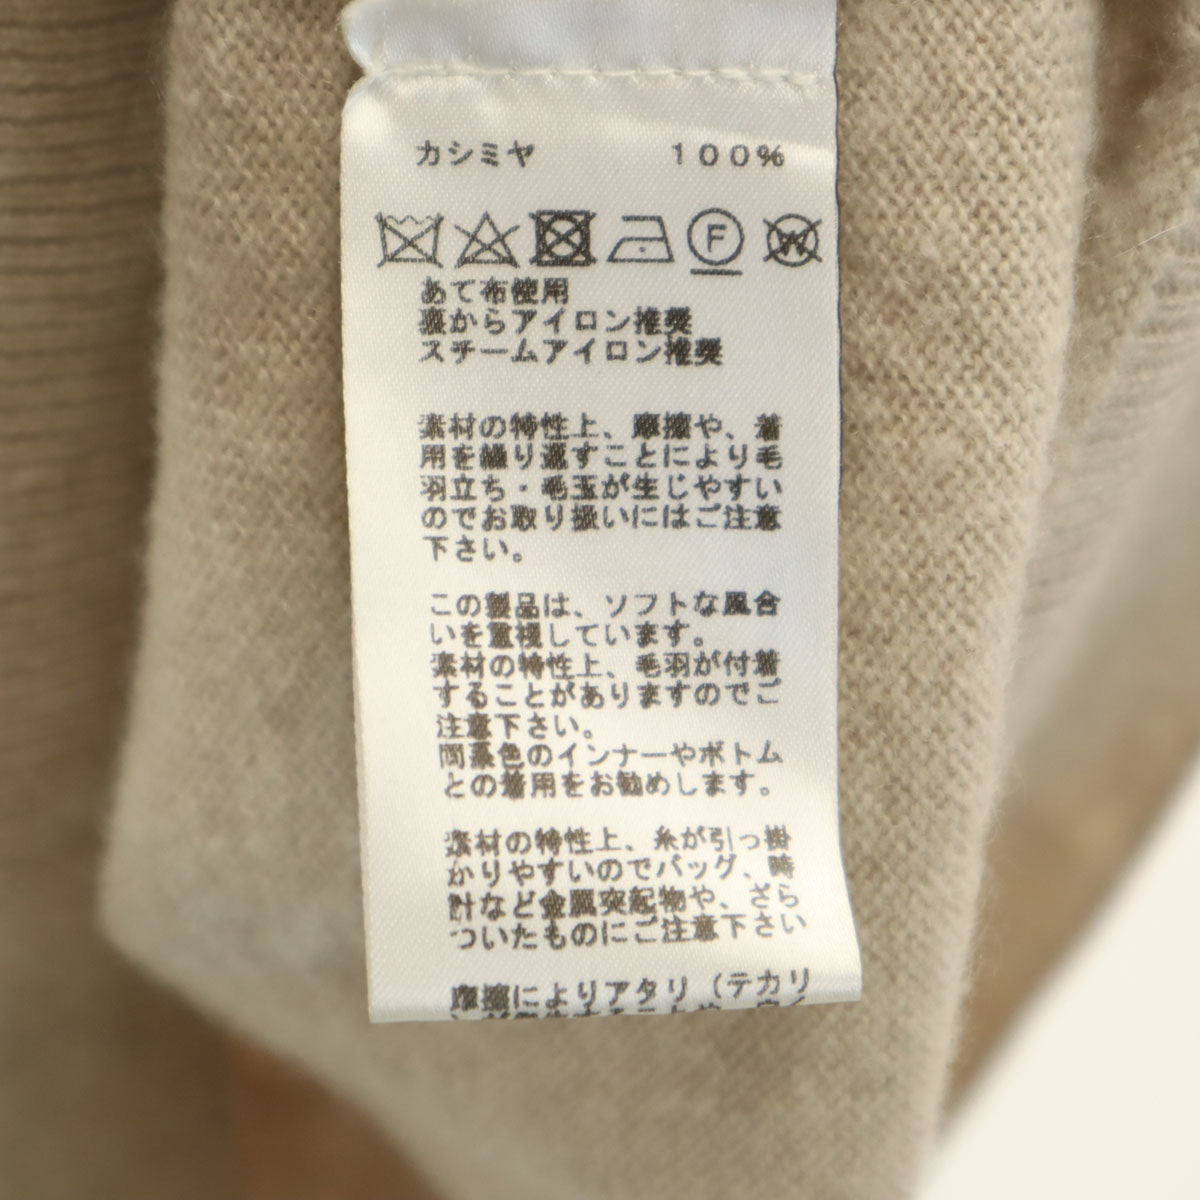 カシミヤ 100%
F
W
あて布使用
裏からアイロン推奨
スチームアイロン推奨
素材の特性上、摩擦や、着
用を繰り返すことにより毛
羽立ち・毛玉が生じやすい
のでお取り扱いにはご注意
下さい。
この製品は、ソフトな風合
いを重視しています。
素材の特性上、毛羽が付着
することがありますのでご
注意下さい。
同系色のインナーやボトム
との着用をお勧めします。
素材の特性上、糸が引っ掛
かりやすいのでバッグ、時
計など金属突起物や、ざら
ついたものにご注意下さい
摩擦によりアタリ（テカリ